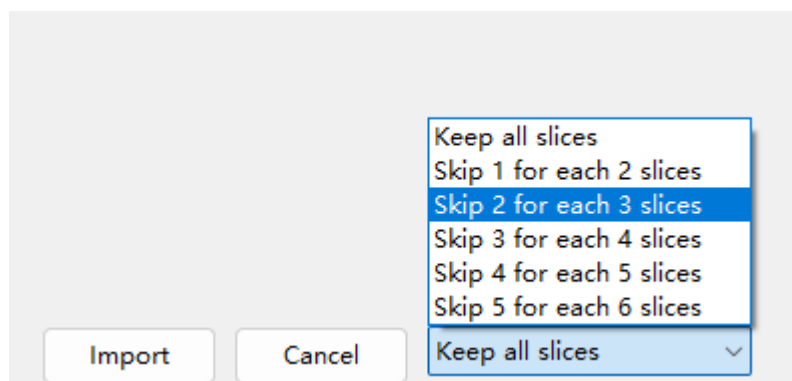 Keep all slices
Skip 1 for each 2 slices
Skip 2 for each 3 slices
Skip 3 for each 4 slices
Skip 4 for each 5 slices
Skip 5 for each 6 slices
Import Cancel Keep all slices